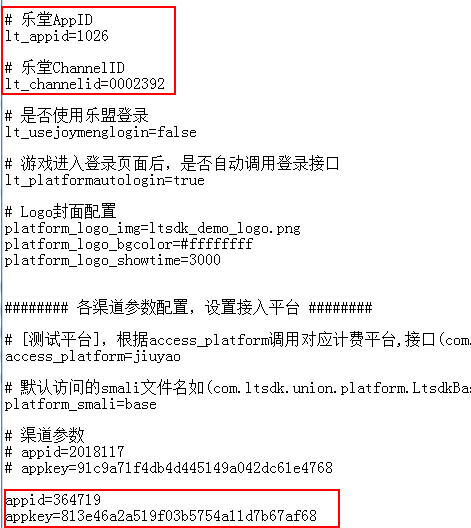 # 乐堂AppID
lt_appid=1026
# 乐堂ChannelID
lt_channelid=0002392
# 是否使用乐盟登录
lt_usejoymenglogin=false
# 游戏进入登录页面后，是否自动调用登录接口
lt_platformautologin=true
# Logo封面配置
platform_logo_img=ltsdk_demo_logo.png
platform_logo_bgcolor=#ffffffff
platform_logo_showtime=3000
######## 各渠道参数配置，设置接入平台 ########
# [测试平台]，根据access_platform调用对应计费平台,接口(com.
access_platform=jiuyao
# 默认访问的smali文件名如(com.ltsdk.union.platform.LtsdkBas
platform_smali=base
# 渠道参数
# appid=2018117
# appkey=91c9a71f4db4d445149a042dc61e4768
appid=364719
appkey=813e46a2a519f03b5754a11d7b67af68